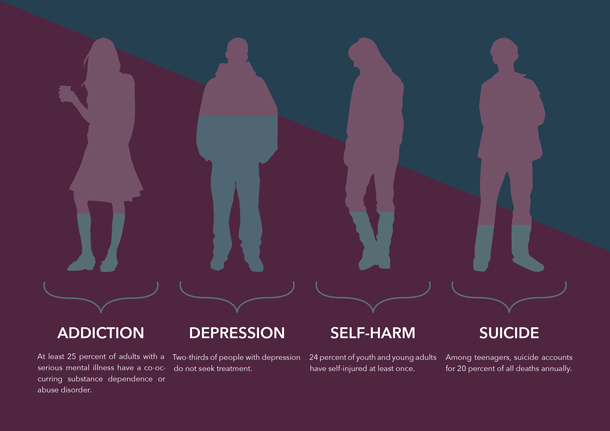 ADDICTION
At least 25 percent of adults with a
serious mental illness have a co-oc-
curring substance dependence or
abuse disorder.
DEPRESSION
Two-thirds of people with depression
do not seek treatment.
SELF-HARM
24 percent of youth and young adults
have self-injured at least once.
SUICIDE
Among teenagers, suicide accounts
for 20 percent of all deaths annually.